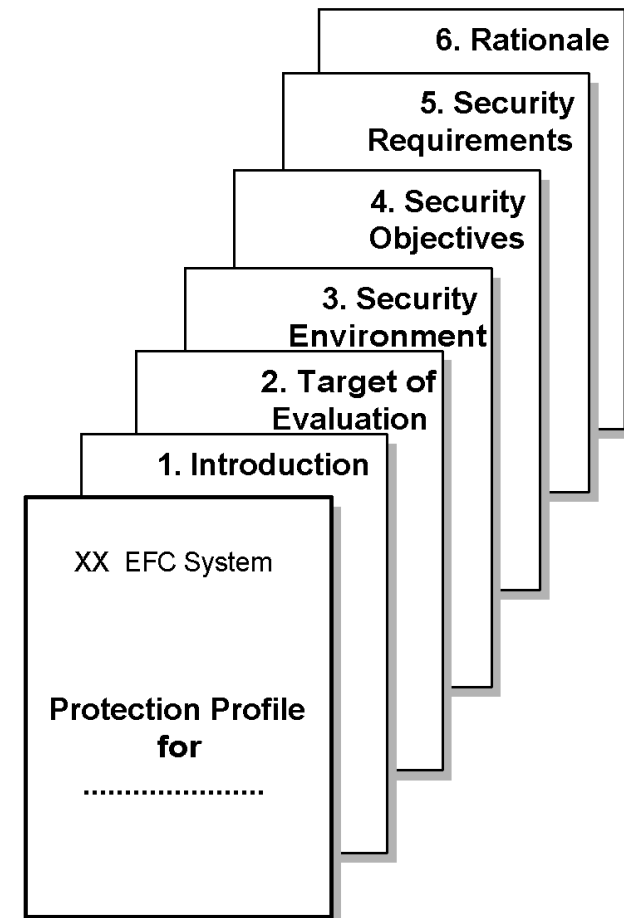 6. Rationale
5. Security
Requirements
4. Security
Objectives
3. Security
Environment
2. Target of
Evaluation
1. Introduction
XX EFC System
Protection Profile
for
.....................